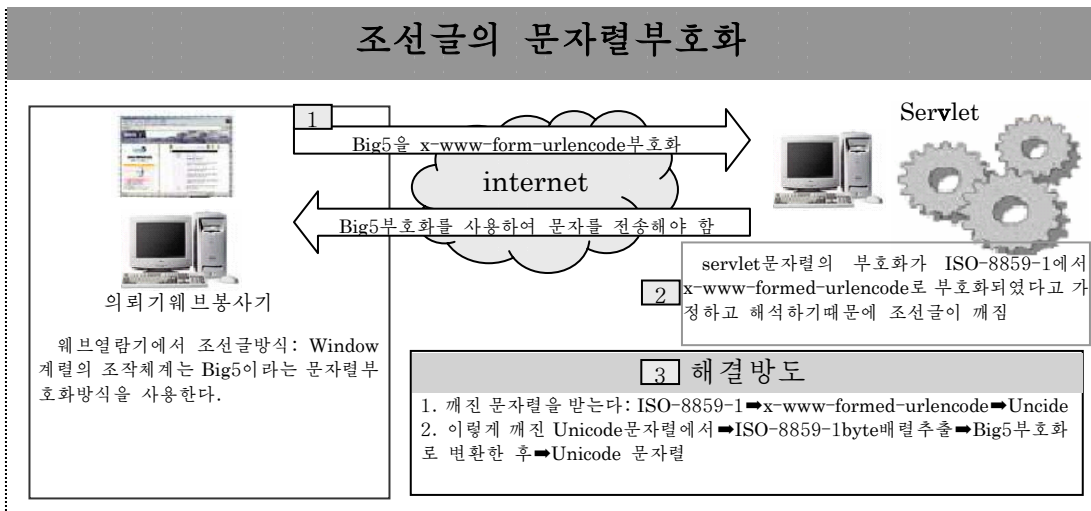 조선글의 문자렬부호화
1
Big5을 x-www-form-urlencode부호화
internet
Big5부호화를 사용하여 문자를 전송해야 함
의뢰기웨브봉사기
웨브열람기에서 조선글방식: Window
계렬의 조작체계는 Big5이라는 문자렬부
호화방식을 사용한다.
Servlet
2
servlet문자렬의 부호화가 ISO-8859-1에서
x-www-formed-urlencode로 부호화되였다고 가
정하고 해석하기때문에 조선글이 깨짐
3 해결방도
1. 깨진 문자렬을 받는다: ISO-8859-1➡x-www-formed-urlencode➡Uncide
2. 이렇게 깨진 Unicode문자렬에서➡ISO-8859-1byte배렬추출➡Big5부호화
로 변환한 후➡Unicode 문자렬